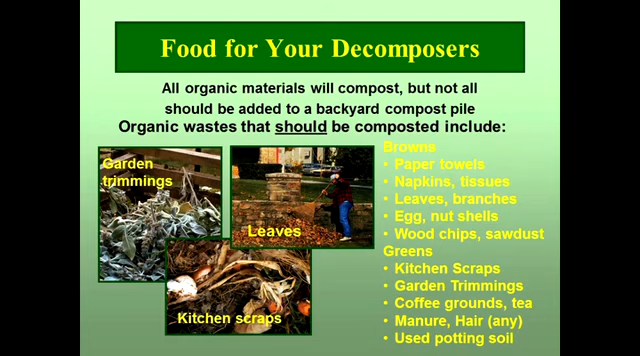 Food for Your Decomposers
All organic materials will compost, but not all
should be added to a backyard compost pile
Organic wastes that should be composted include:
Garden
trimmings
Leaves
Kitchen scraps
Browns
• Paper towels
• Napkins, tissues
• Leaves, branches
• Egg, nut shells
• Wood chips, sawdust
Greens
• Kitchen Scraps
• Garden Trimmings
• Coffee grounds, tea
• Manure, Hair (any)
• Used potting soil